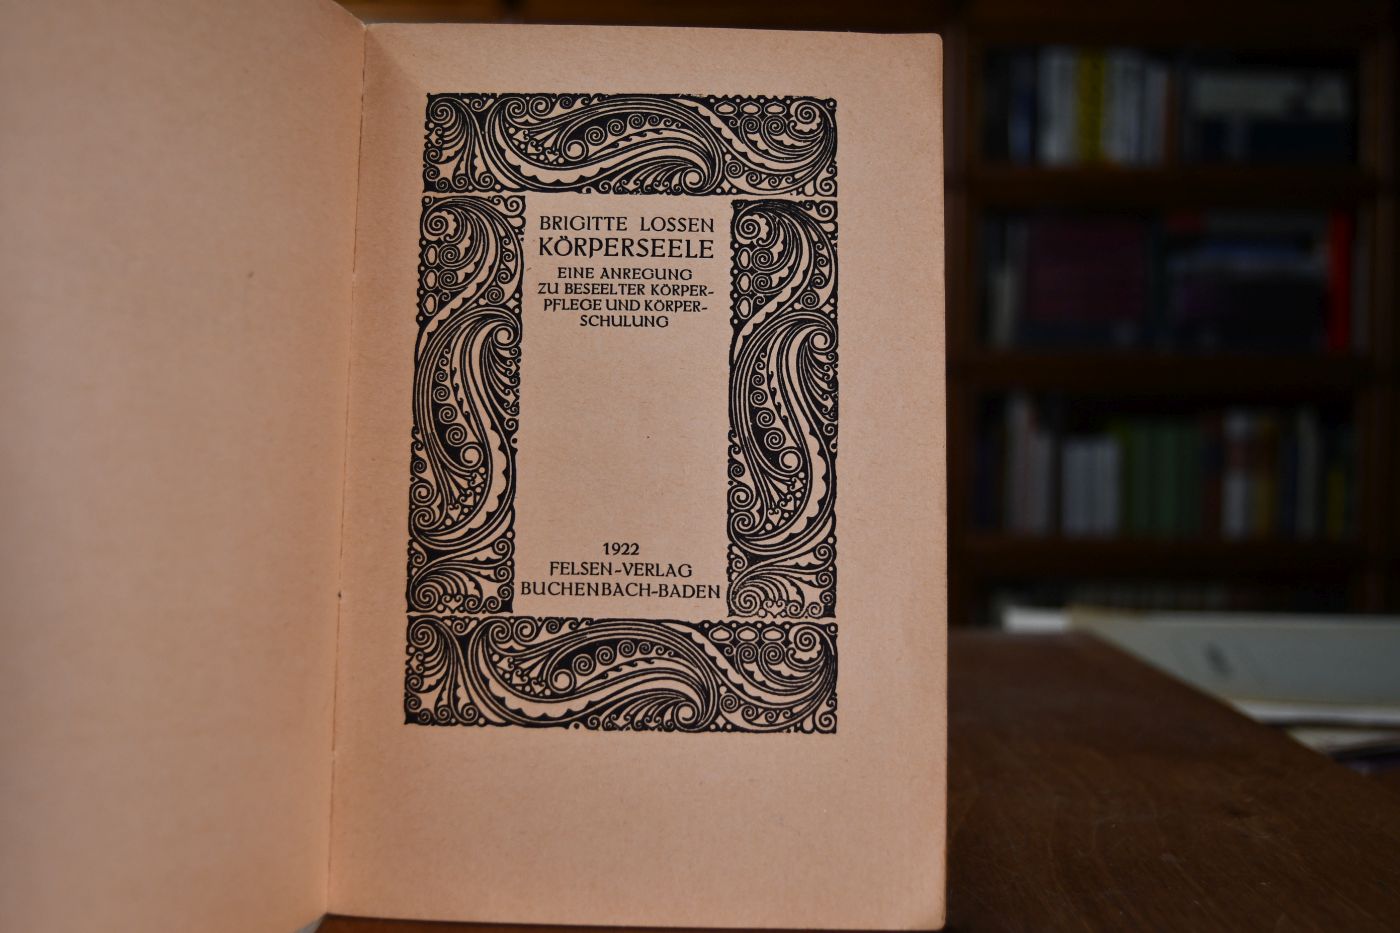 BRIGITTE LOSSEN
KÖRPERSEELE
EINE ANREGUNG
ZU BESEELTER KÖRPER-
PFLEGE UND KÖRPER-
SCHULUNG
1922
FELSEN-VERLAG
BUCHENBACH-BADEN